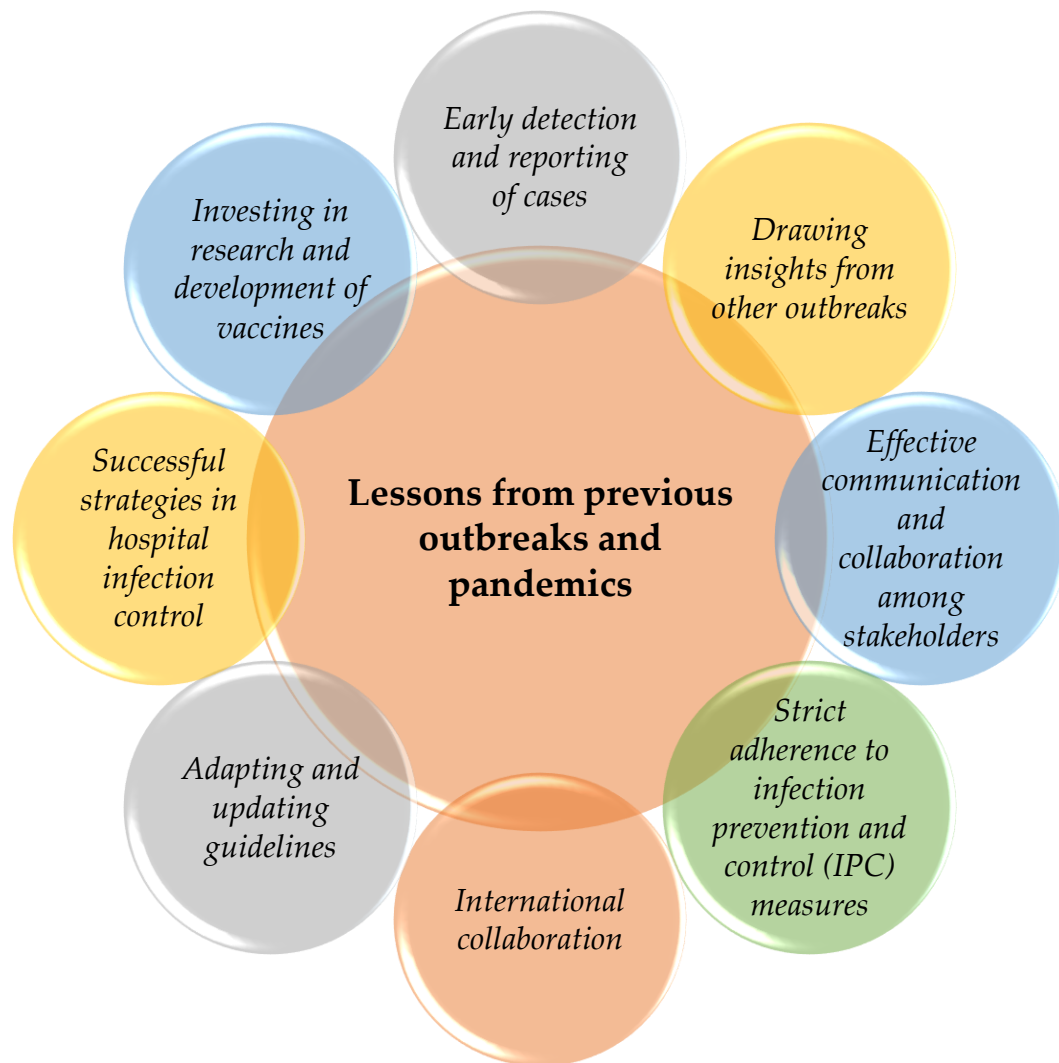 Early detection
and reporting
of cases
Drawing
insights from
other outbreaks
Effective
communication
and
collaboration
among
stakeholders
Strict
adherence to
infection
prevention and
control (IPC)
measures
International
collaboration
Adapting and
updating
guidelines
Successful
strategies in
hospital
infection
control
Investing in
research and
development of
vaccines
Lessons from previous
outbreaks and
pandemics